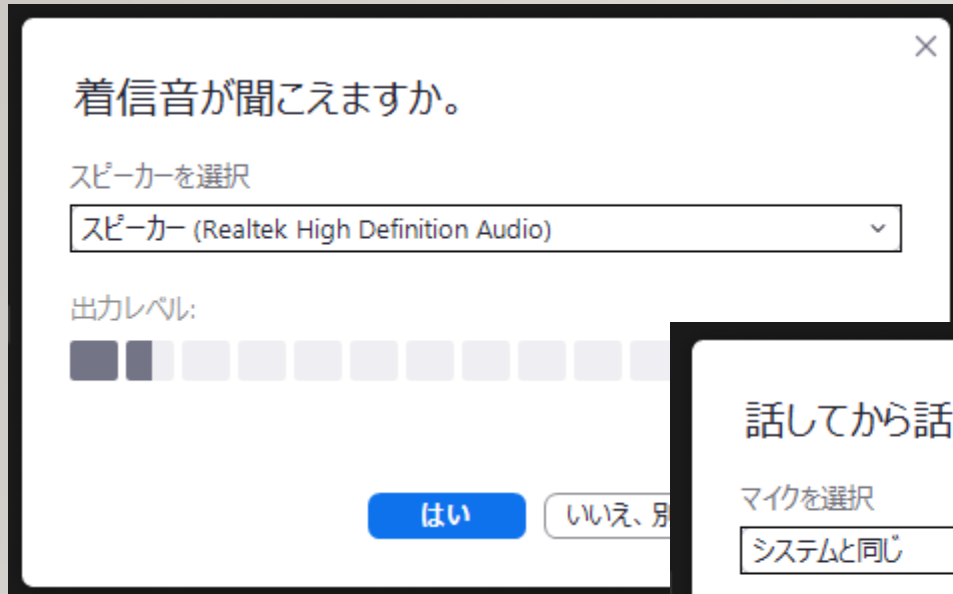 着信音が聞こえますか。
スピーカーを選択
スピーカー (Realtek High Definition Audio)
出力レベル:
はい
いいえ、別
話してから話
マイクを選択
システムと同じ